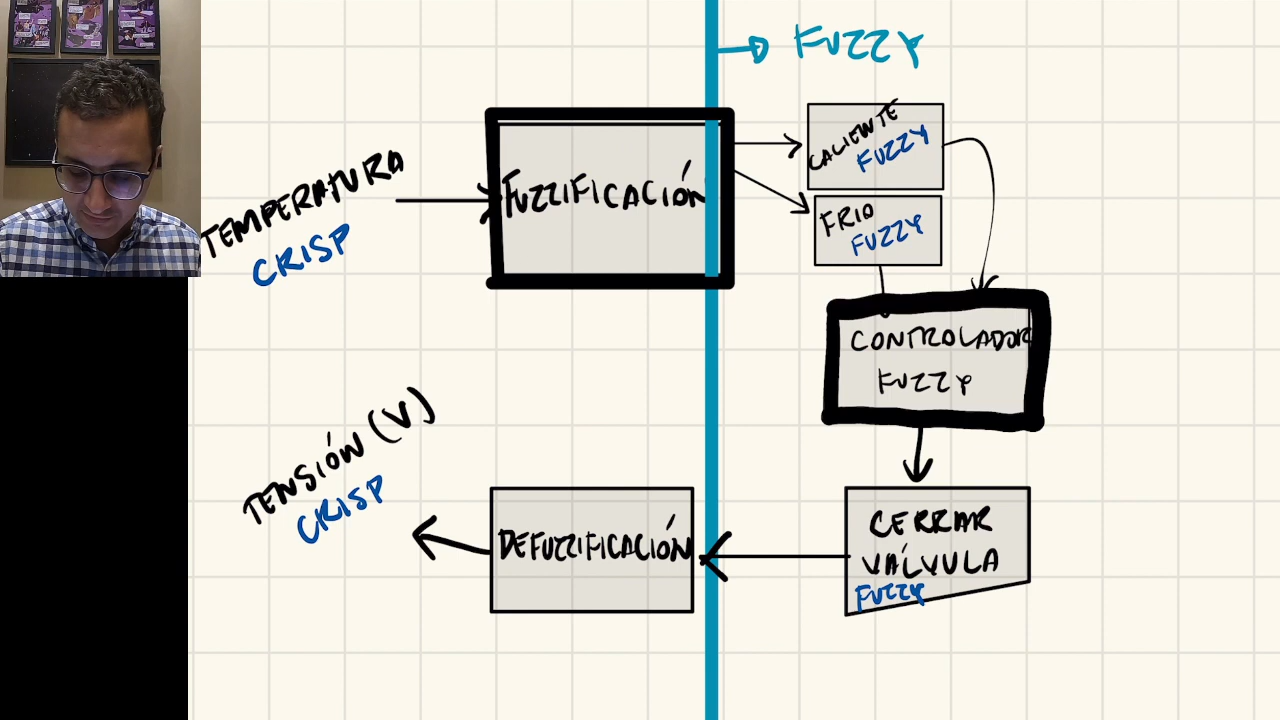 FUZZY
CALIENTE
FUZZY
TEMPERATURA
CRISP
FUZZIFICACIÓN
FRIO
FUZZY
CONTROLADOR
FUZZY
TENSIÓN (V)
CRISP
DEFUZZIFICACIÓN
CERRAR
VÁLVULA
FUZZY